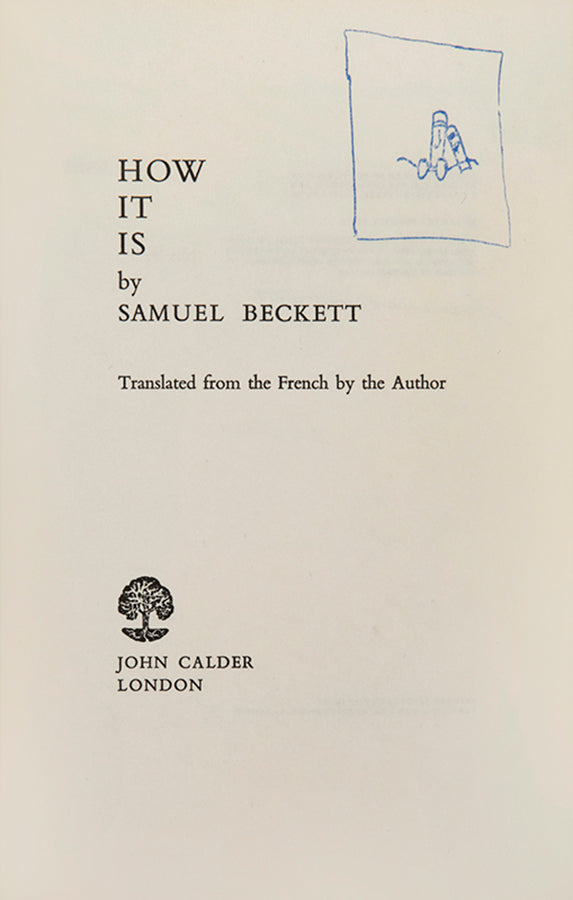 HOW
IT
IS
by
SAMUEL BECKETT
Translated from the French by the Author
JOHN CALDER
LONDON